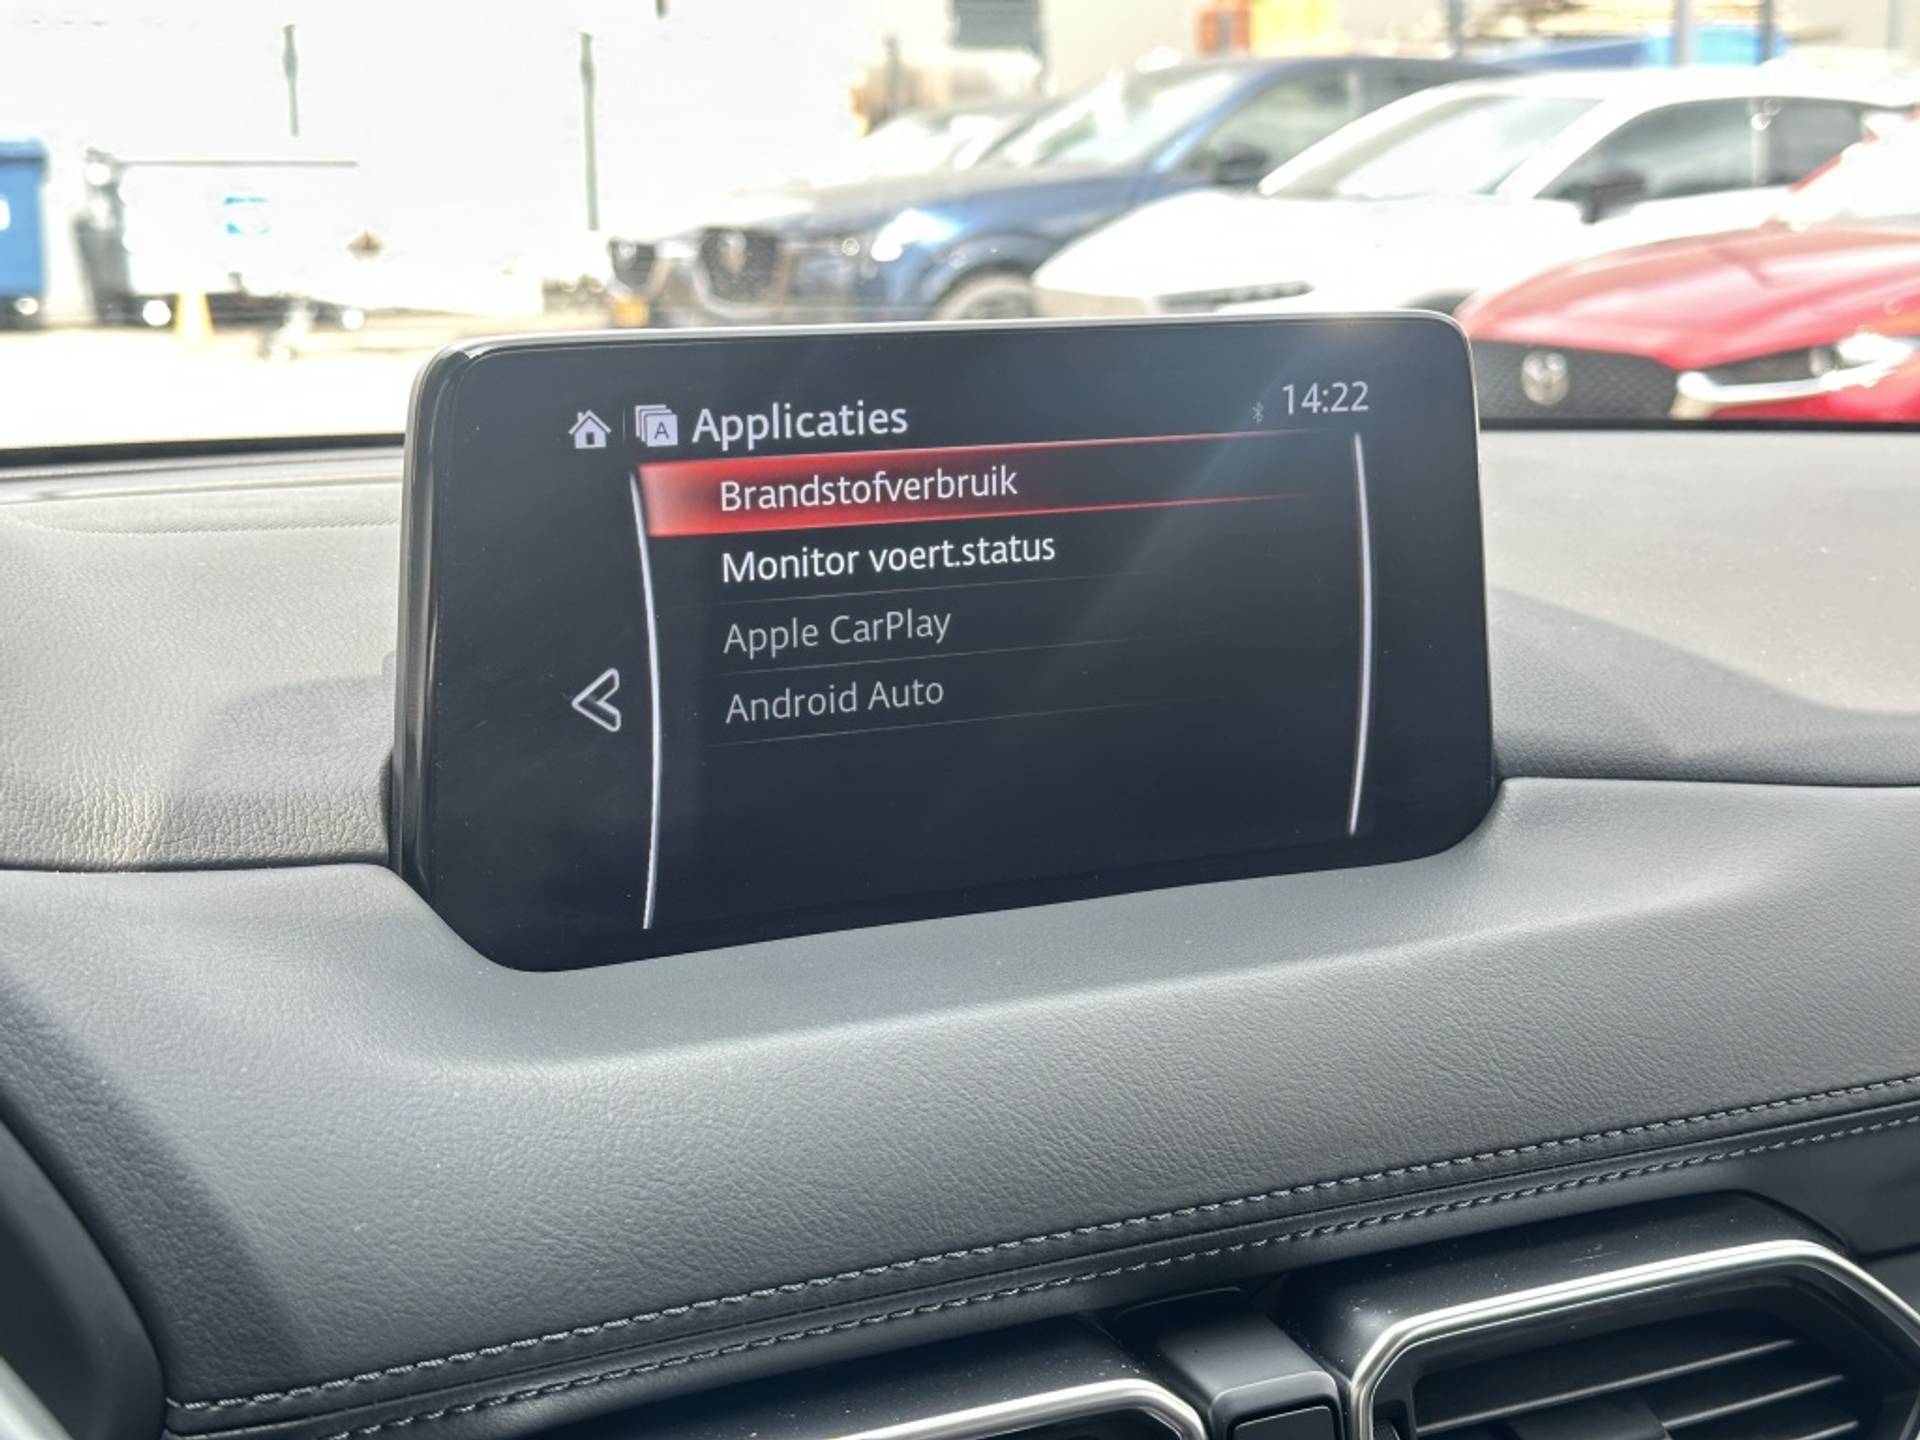 Applicaties
14:22
Brandstofverbruik
Monitor voert.status
Apple CarPlay
Android Auto